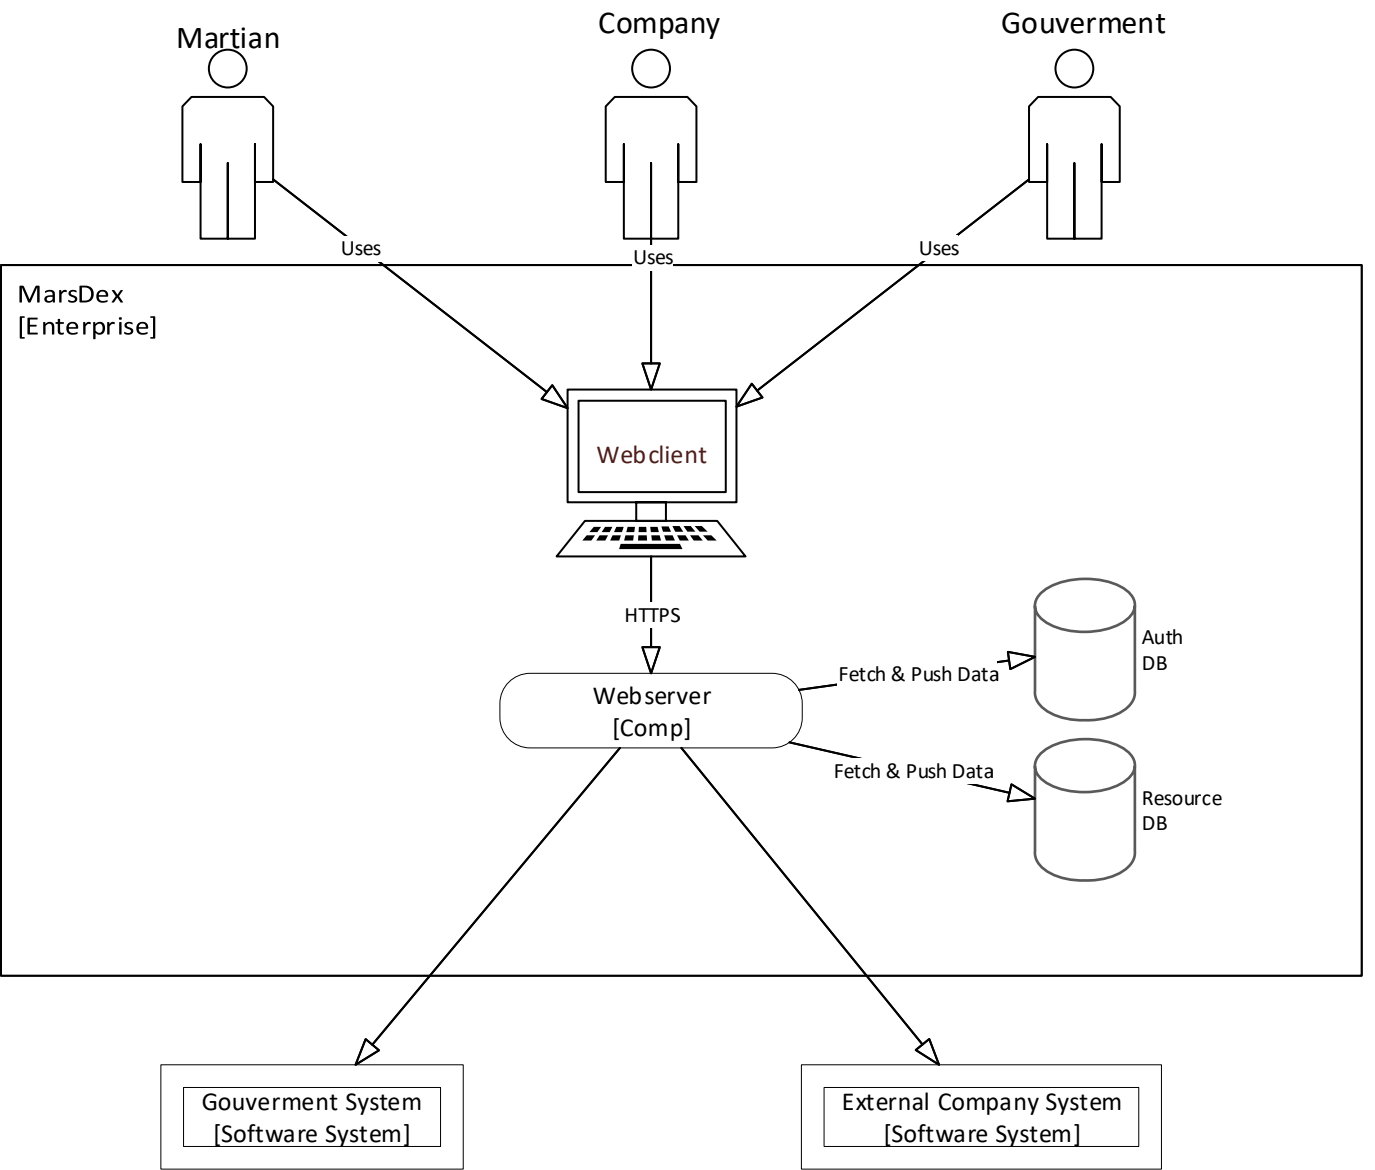 Martian
Company
Gouverment
Uses
Uses
Uses
MarsDex
[Enterprise]
Webclient
HTTPS
Auth
DB
Fetch & Push Data
Webserver
[Comp]
Fetch & Push Data
Resource
DB
Gouverment System
[Software System]
External Company System
[Software System]